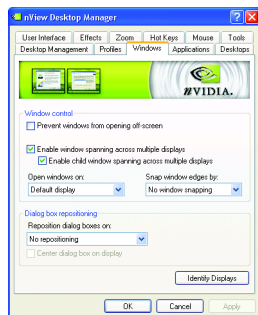 nView Desktop Manager
User Interface Effects Zoom Hot Keys Mouse Tools
Desktop Management Profiles Windows Applications Desktops
NVIDIA.
Window control
Prevent windows from opening off-screen
Enable window spanning across multiple displays
Enable child window spanning across multiple displays
Open windows on: Snap window edges by:
Default display No window snapping
Dialog box repositioning
Reposition dialog boxes on:
No repositioning
Center dialog box on display
Identify Displays
OK Cancel Apply